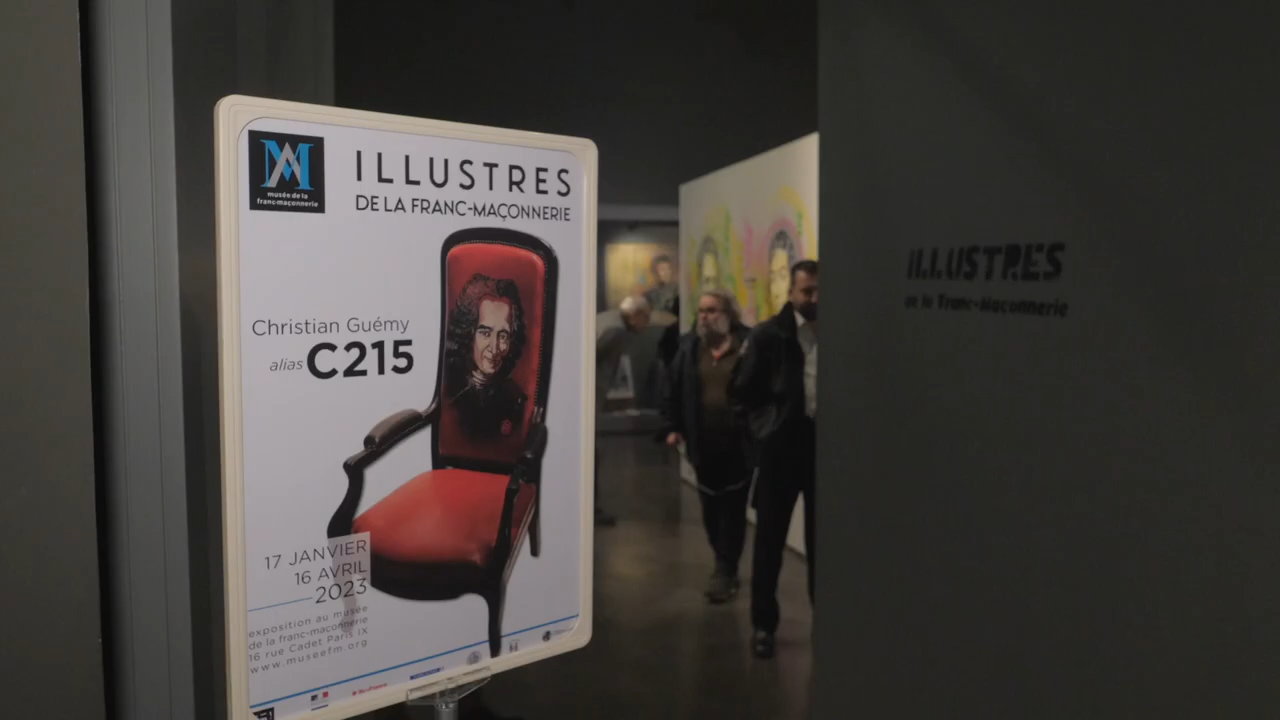 MA
musée de la
franc-maçonnerie
ILLUSTRES
DE LA FRANC-MAÇONNERIE
Christian Guémy
alias C215
17 JANVIER
16 AVRIL
2023
exposition au musée
de la franc-maçonnerie
16 rue Cadet Paris IX
www.museefm.org
ILLUSTRES
de la Franc-Maçonnerie